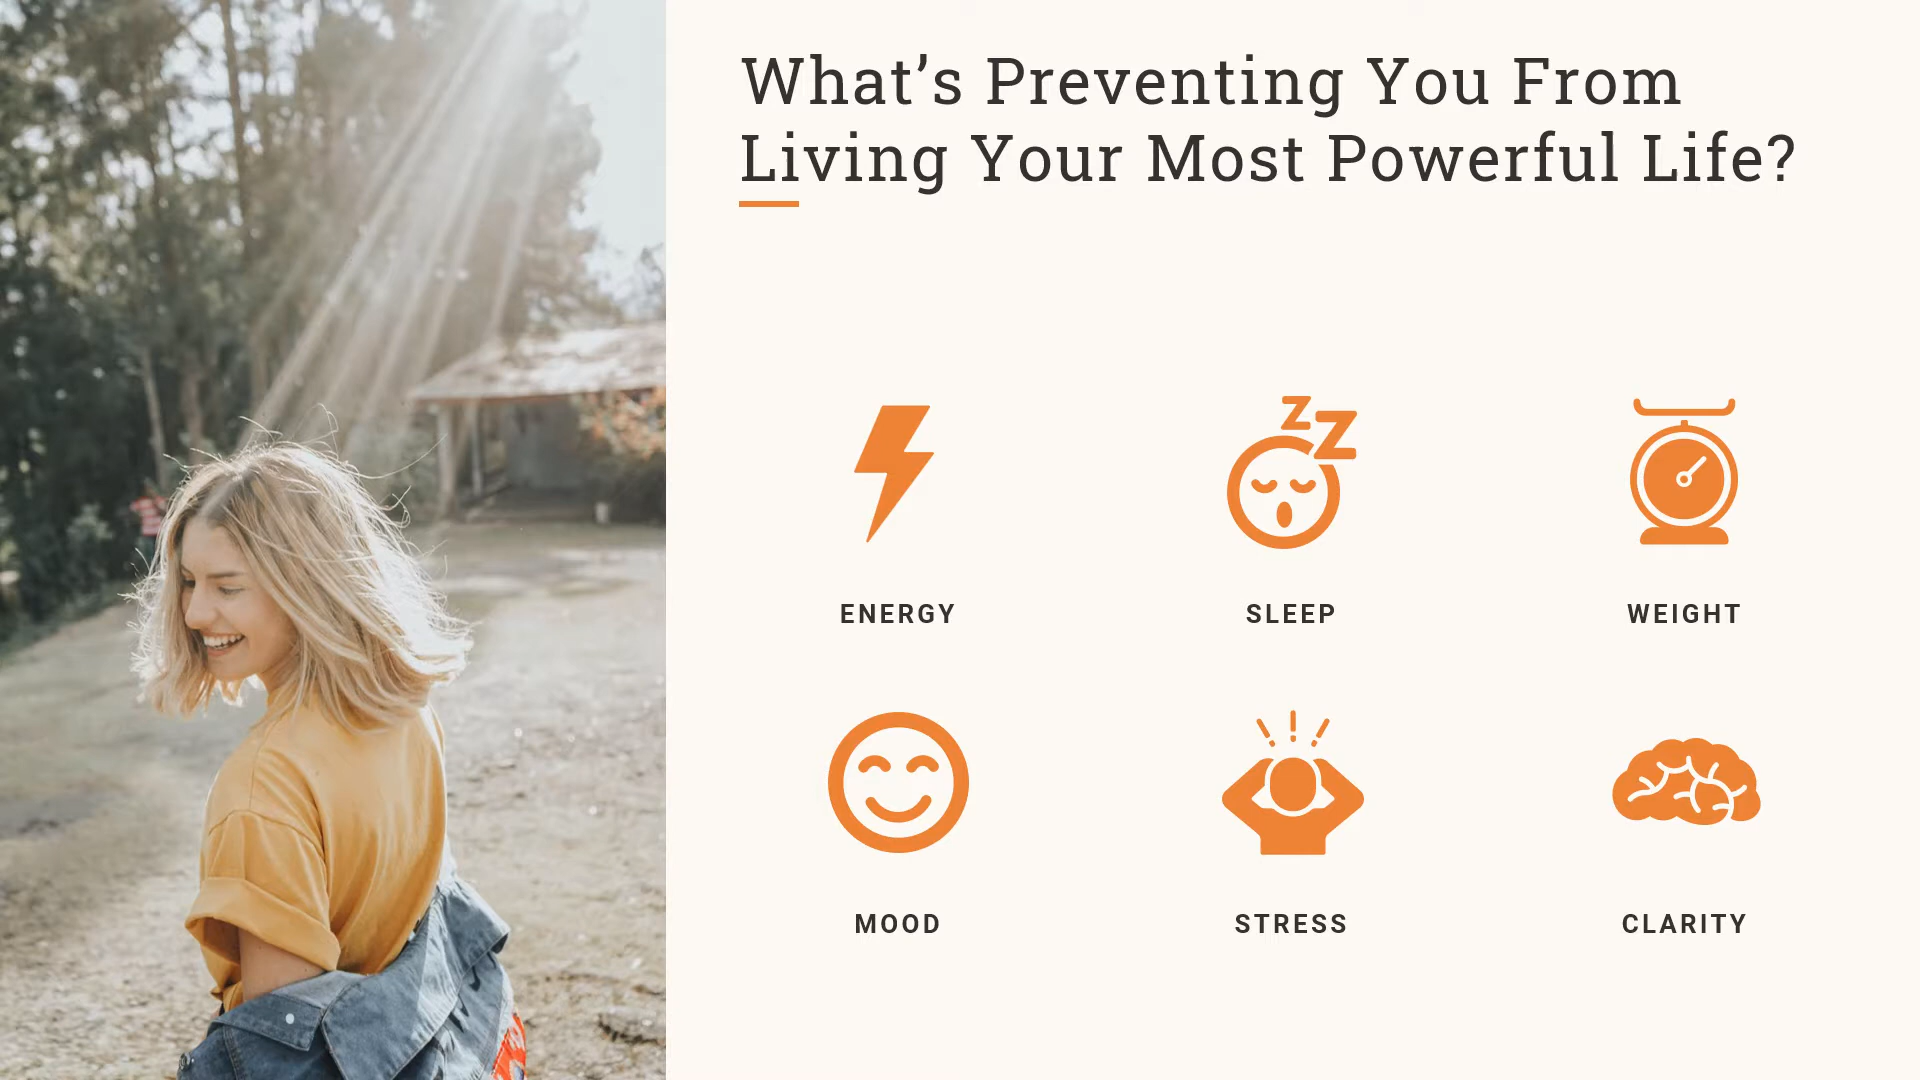 What’s Preventing You From
Living Your Most Powerful Life?
ENERGY
SLEEP
WEIGHT
MOOD
STRESS
CLARITY